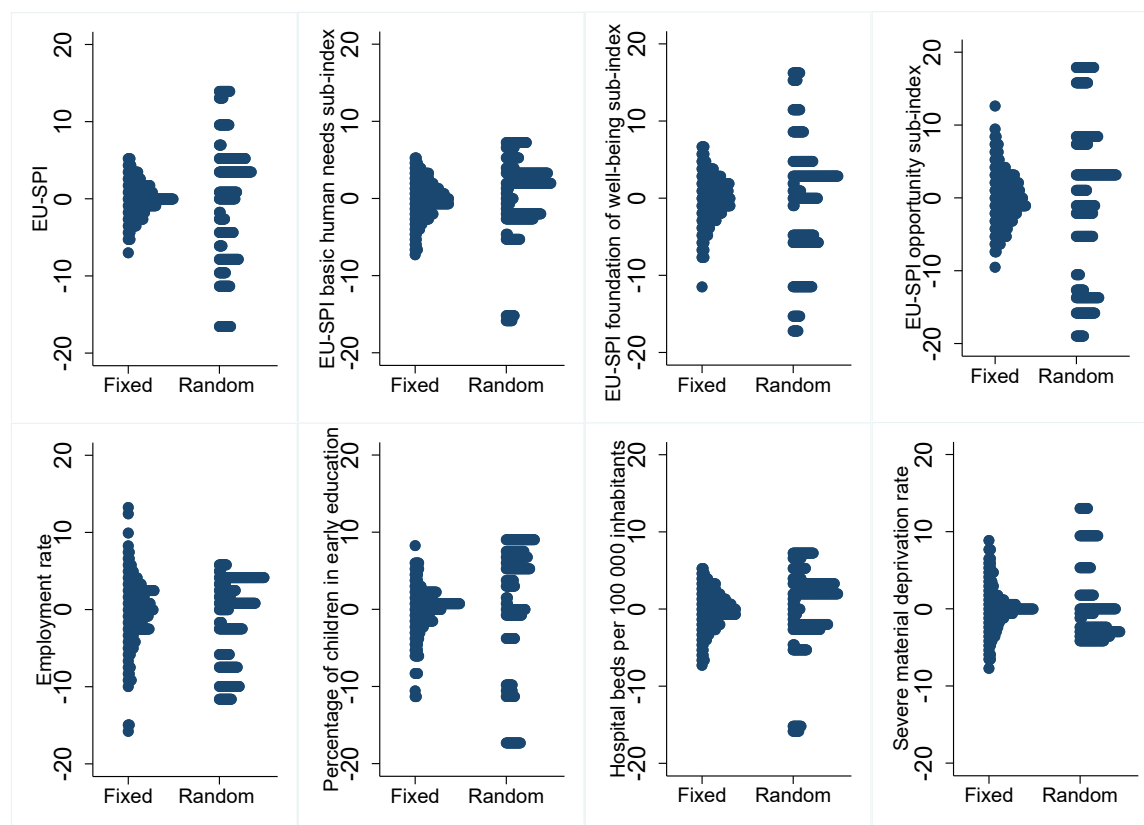 EU-SPI
20
10
0
-10
-20
Fixed Random
EU-SPI basic human needs sub-index
20
10
0
-10
-20
Fixed Random
EU-SPI foundation of well-being sub-index
20
10
0
-10
-20
Fixed Random
EU-SPI opportunity sub-index
20
10
0
-10
-20
Fixed Random
Employment rate
20
10
0
-10
-20
Fixed Random
Percentage of children in early education
20
10
0
-10
-20
Fixed Random
Hospital beds per 100 000 inhabitants
20
10
0
-10
-20
Fixed Random
Severe material deprivation rate
20
10
0
-10
-20
Fixed Random